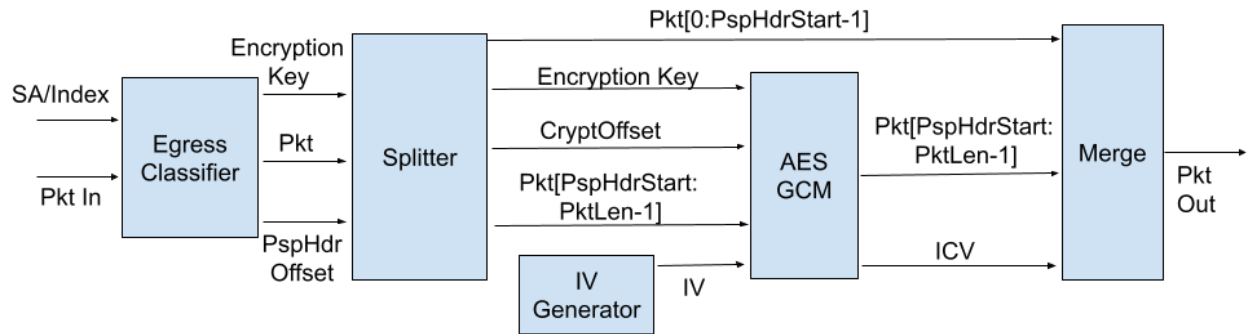 SA/Index
Pkt In
Egress
Classifier
Encryption
Key
Pkt
PspHdr
Offset
Splitter
Pkt[0:PspHdrStart-1]
Encryption Key
CryptOffset
Pkt[PspHdrStart:
PktLen-1]
IV
Generator
IV
AES
GCM
Pkt[PspHdrStart:
PktLen-1]
ICV
Merge
Pkt
Out